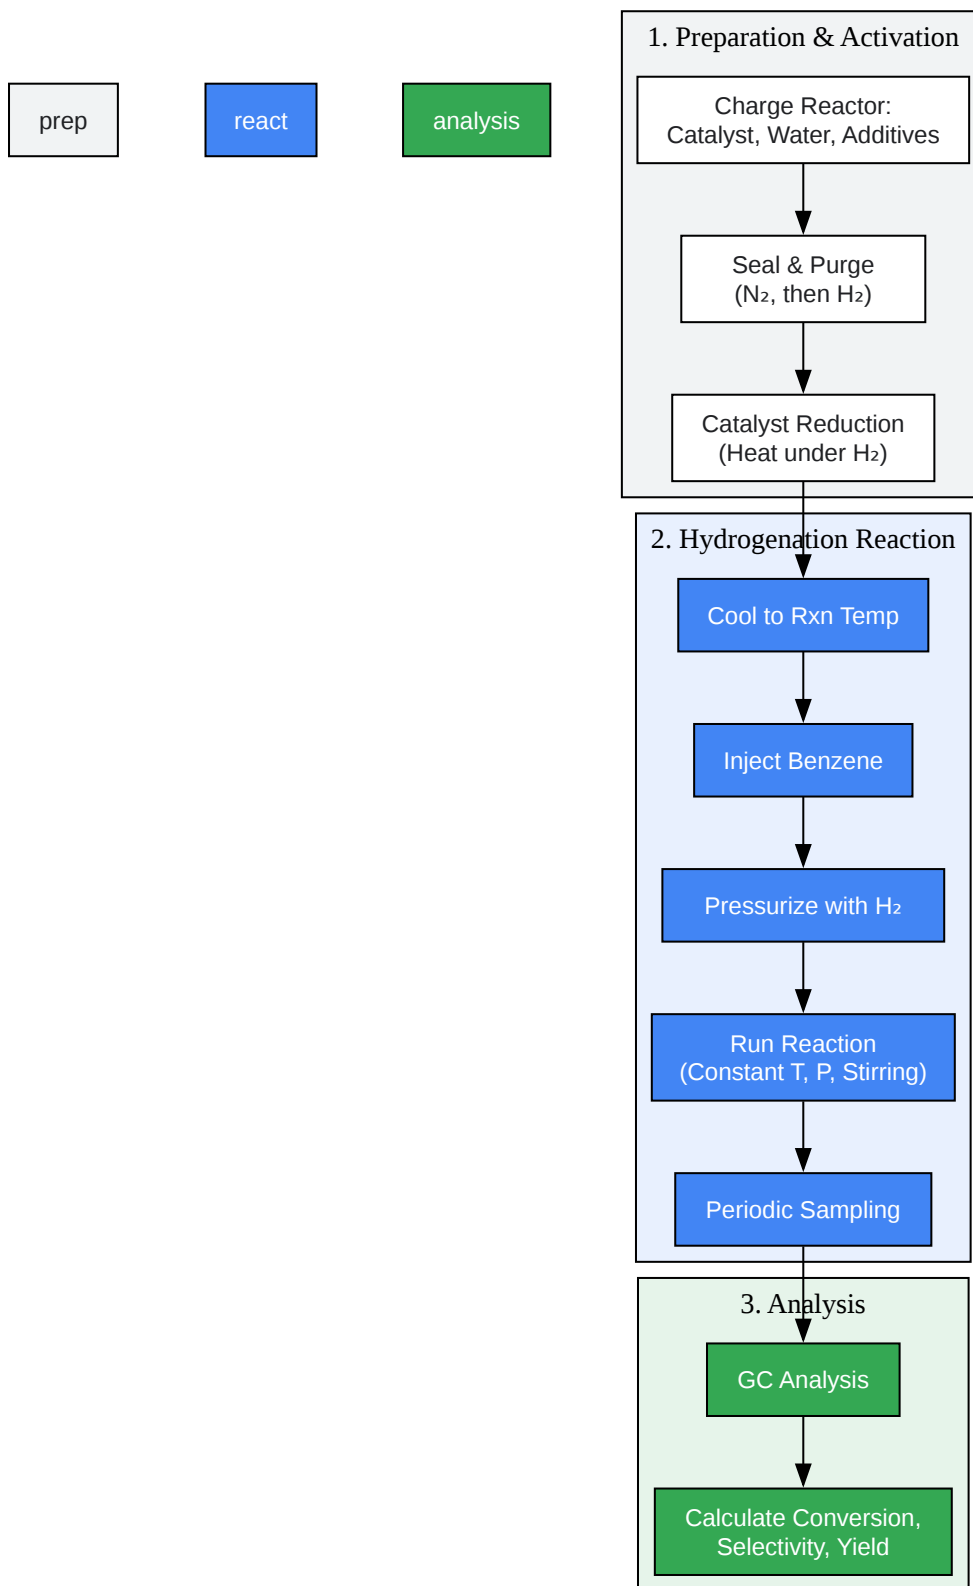 1. Preparation & Activation
prep
react
analysis
Charge Reactor:
Catalyst, Water, Additives
Seal & Purge
(N₂, then H₂)
Catalyst Reduction
(Heat under H₂)
2. Hydrogenation Reaction
Cool to Rxn Temp
Inject Benzene
Pressurize with H₂
Run Reaction
(Constant T, P, Stirring)
Periodic Sampling
3. Analysis
GC Analysis
Calculate Conversion,
Selectivity, Yield